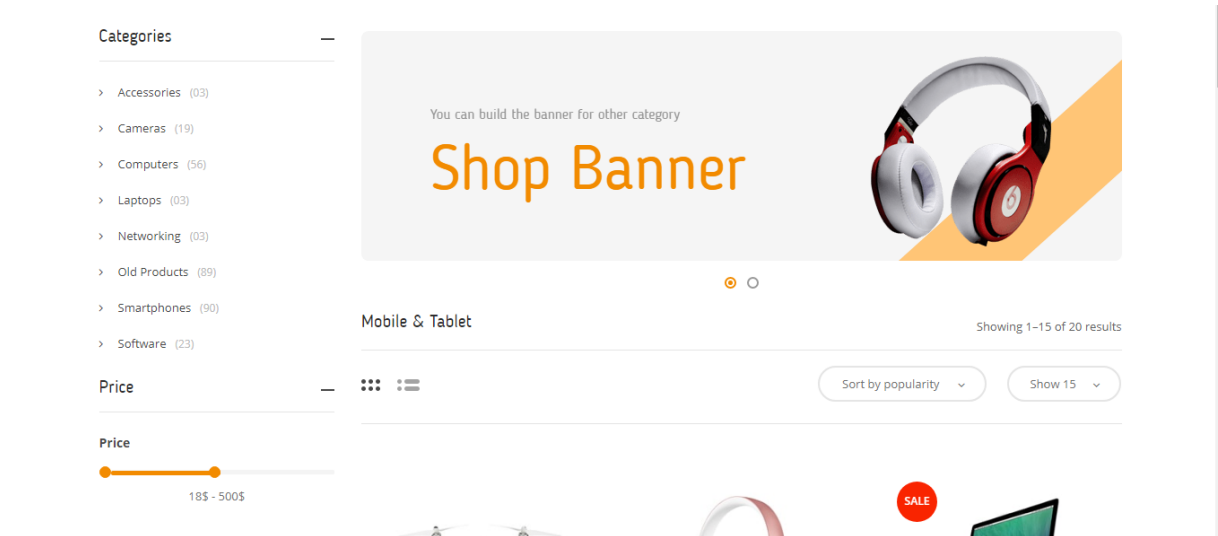 Categories
Accessories (03)
Cameras (19)
Computers (56)
Laptops (03)
Networking (03)
Old Products (89)
Smartphones (90)
Software (23)
Price
Price
18$ - 500$
You can build the banner for other category
Shop Banner
Mobile & Tablet
Showing 1–15 of 20 results
Sort by popularity
Show 15
SALE